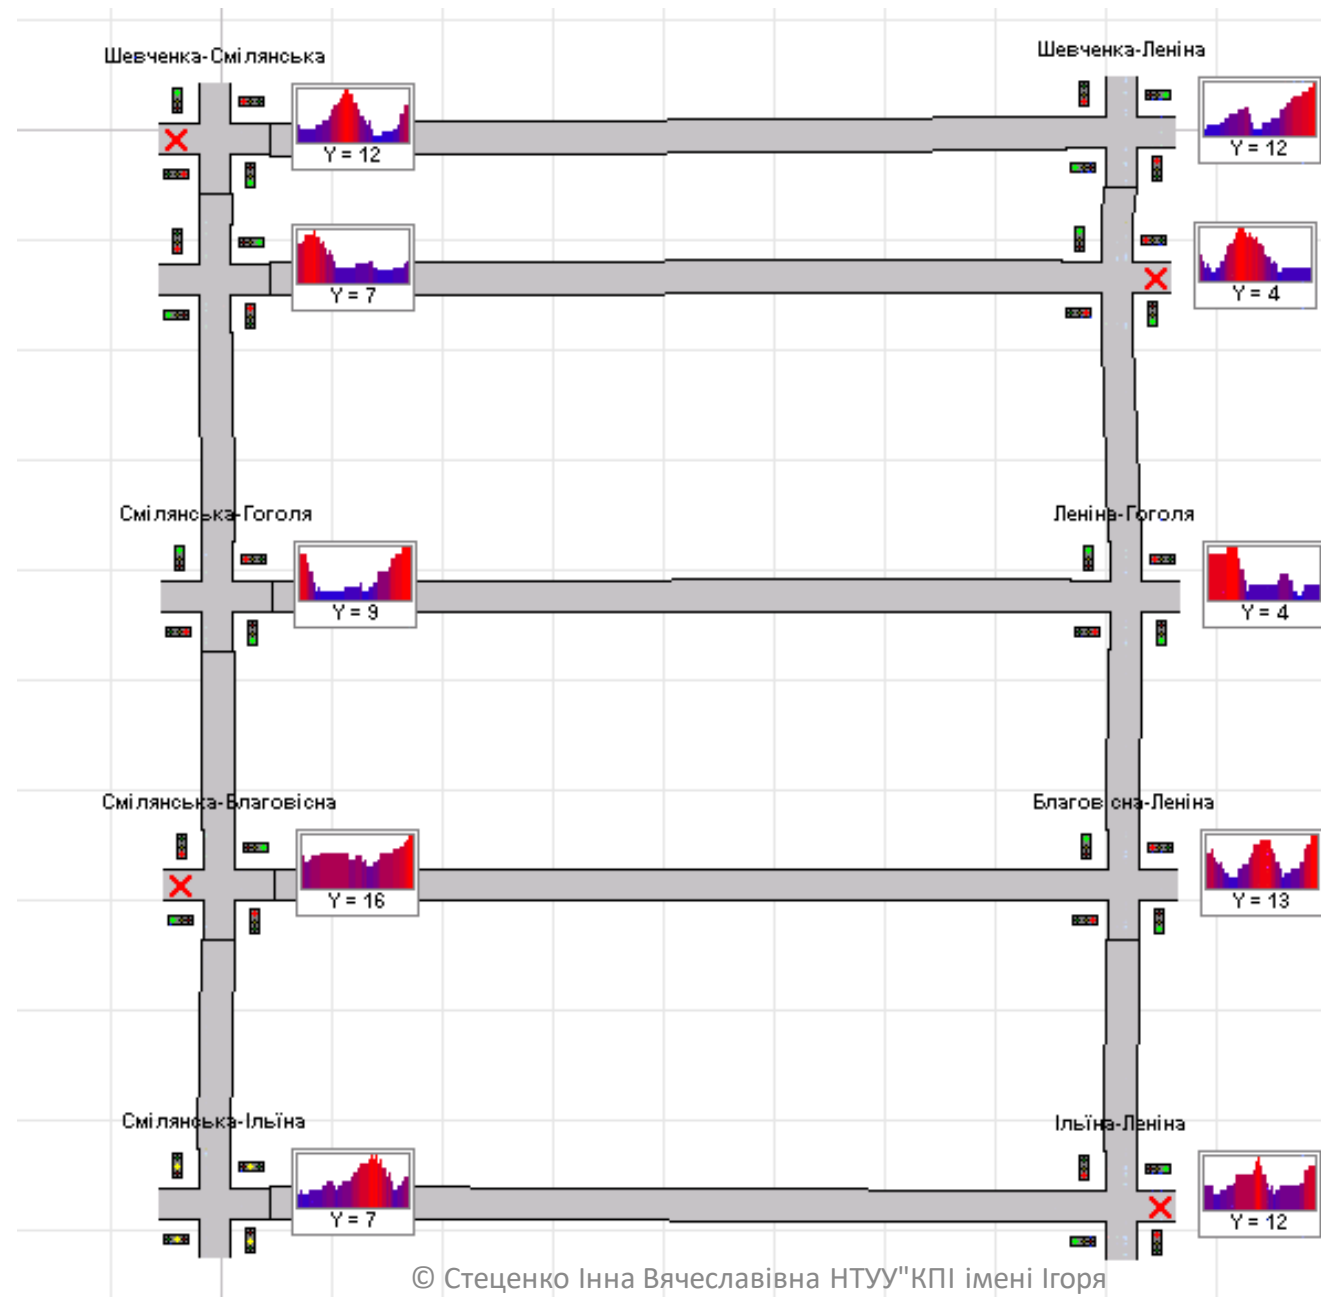 Шевченка-Смілянська
Шевченка-Леніна
Y = 12
Y = 12
Y = 7
Y = 4
Смілянська-Гоголя
Леніна-Гоголя
Y = 9
Y = 4
Смілянська-Благовісна
Благовісна-Леніна
Y = 16
Y = 13
Смілянська-Ільїна
Ільїна-Леніна
Y = 7
Y = 12
© Стеценко Інна Вячеславівна НТУУ"КПІ імені Ігоря